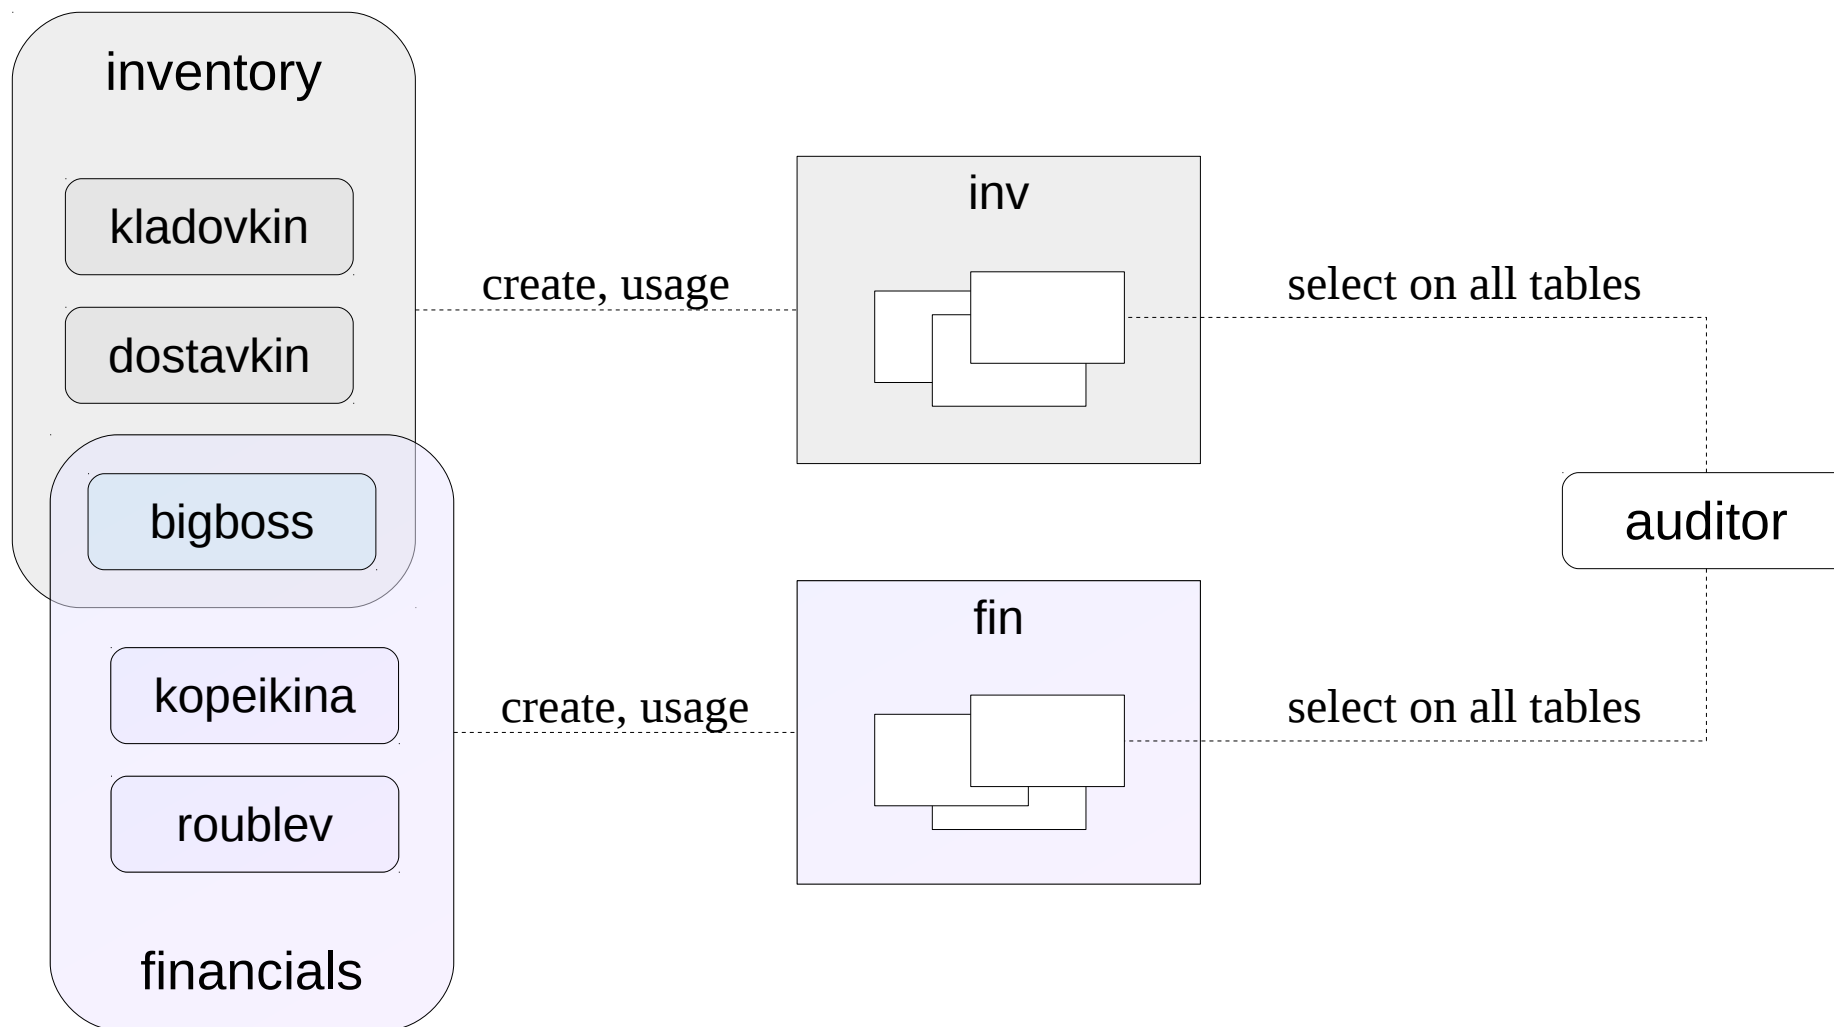 inventory
kladovkin
dostavkin
bigboss
kopeikina
roublev
financials
create, usage
create, usage
inv
fin
select on all tables
select on all tables
auditor